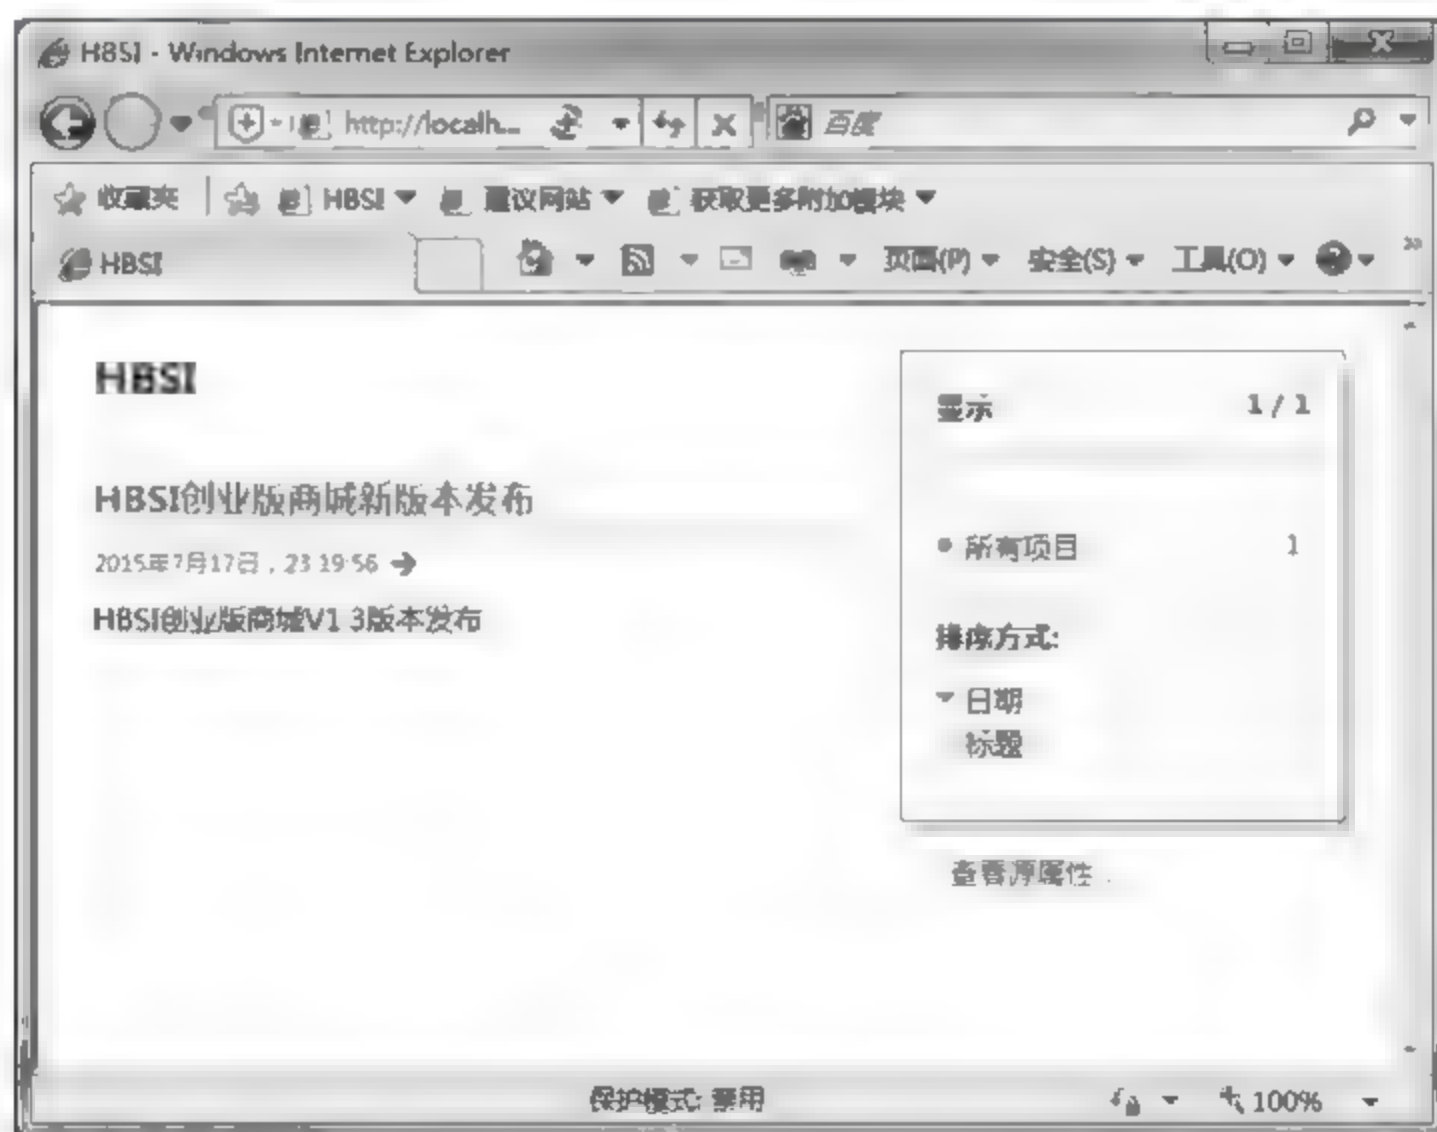 HBSI - Windows Internet Explorer
http://localh... 百度
收藏夹 HBSI 建议网站 获取更多附加模块
HBSI 页面(P) 安全(S) 工具(O)
HBSI
显示 1 / 1
HBSI创业版商城新版本发布
2015年7月17日，23:19:56
所有项目 1
HBSI创业版商城V1.3版本发布
排序方式:
日期
标题
查看源属性
保护模式: 禁用 100%